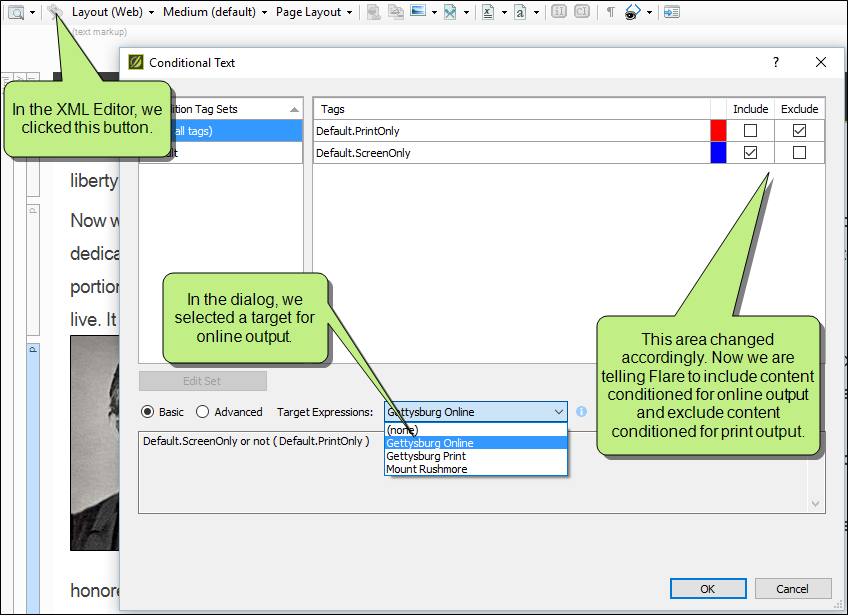 Layout (Web) Medium (default) Page Layout
(text markup)
Conditional Text
?
In the XML Editor, we
clicked this button.
ition Tag Sets
all tags)
Tags
Include
Exclude
Default.PrintOnly
Default.ScreenOnly
liberty
Now w
dedica
portion
live. It
p
p
In the dialog, we
selected a target for
online output.
This area changed
accordingly. Now we are
telling Flare to include content
conditioned for online output
and exclude content
conditioned for print output.
Edit Set
Basic
Advanced
Target Expressions:
Gettysburg Online
(none)
Gettysburg Online
Gettysburg Print
Mount Rushmore
Default.ScreenOnly or not ( Default.PrintOnly )
honore
OK
Cancel